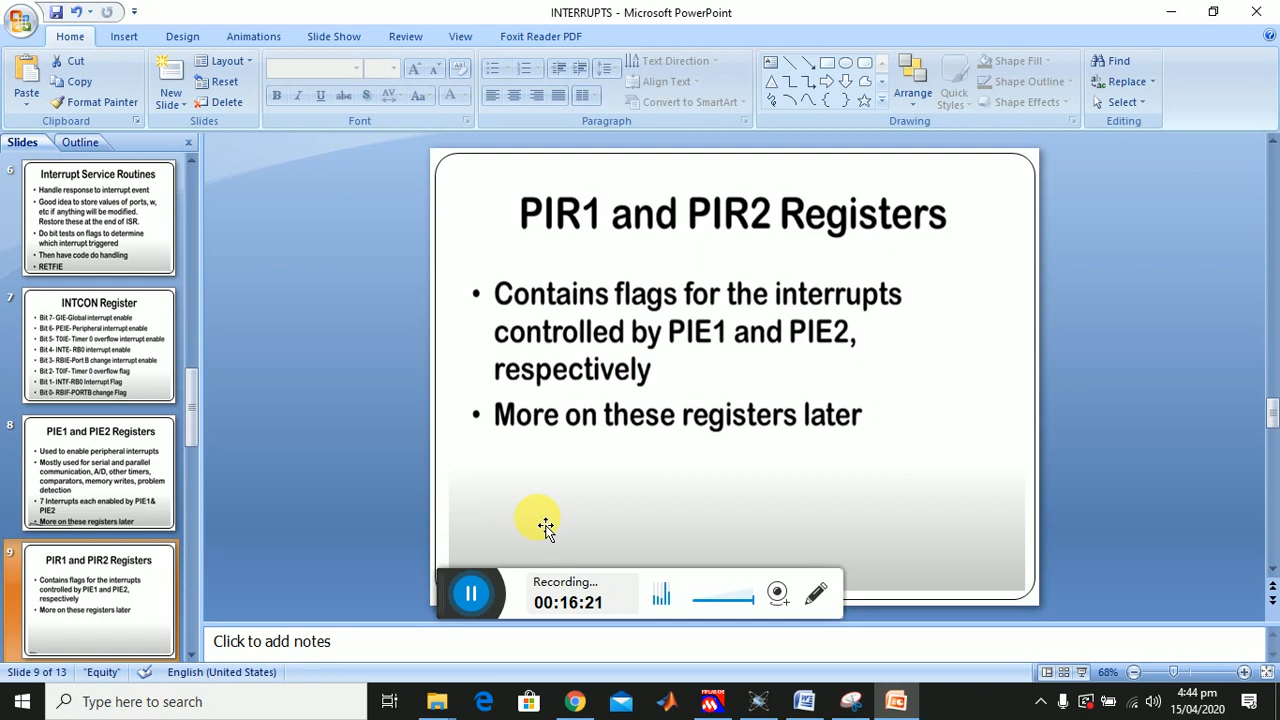 INTERRUPTS - Microsoft PowerPoint
Home Insert Design Animations Slide Show Review View Foxit Reader PDF
Paste
Cut
Copy
Format Painter
Clipboard
New
Slide
Layout
Reset
Delete
Slides
B I U abc S AV Aa A
Font
Text Direction
Align Text
Convert to SmartArt
Paragraph
Arrange
Quick
Styles
Shape Fill
Shape Outline
Shape Effects
Drawing
Find
Replace
Select
Editing
Slides Outline
6
Interrupt Service Routines
• Handle response to interrupt event
• Good idea to store values of ports, w,
etc if anything will be modified.
Restore these at the end of ISR.
• Do bit tests on flags to determine
which interrupt triggered
• Then have code do handling
• RETFIE
7
INTCON Register
• Bit 7- GIE-Global interrupt enable
• Bit 6- PEIE- Peripheral interrupt enable
• Bit 5- T0IE- Timer 0 overflow interrupt enable
• Bit 4- INTE- RB0 interrupt enable
• Bit 3- RBIE-Port B change interrupt enable
• Bit 2- T0IF- Timer 0 overflow flag
• Bit 1- INTF-RB0 Interrupt Flag
• Bit 0- RBIF-PORTB change Flag
8
PIE1 and PIE2 Registers
• Used to enable peripheral interrupts
• Mostly used for serial and parallel
communication, A/D, other timers,
comparators, memory writes, problem
detection
• 7 Interrupts each enabled by PIE1&
PIE2
• More on these registers later
9
PIR1 and PIR2 Registers
• Contains flags for the interrupts
controlled by PIE1 and PIE2,
respectively
• More on these registers later
PIR1 and PIR2 Registers
• Contains flags for the interrupts
controlled by PIE1 and PIE2,
respectively
• More on these registers later
Recording...
00:16:21
Click to add notes
Slide 9 of 13 "Equity" English (United States) 68%
Type here to search
4:44 pm
15/04/2020